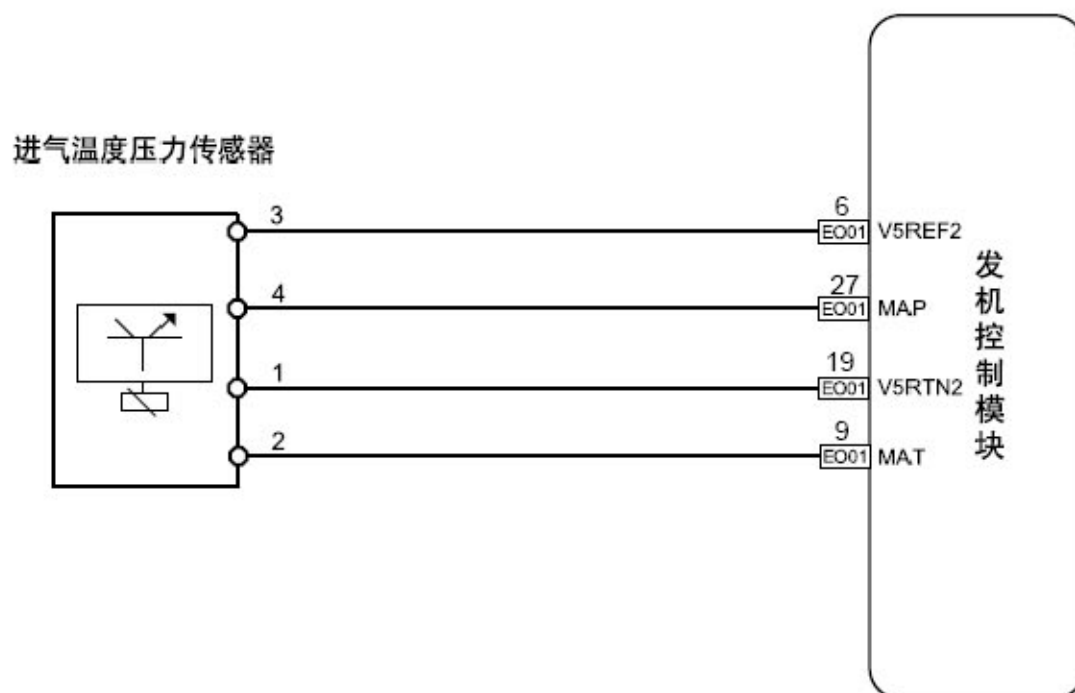 进气温度压力传感器
3
6
EO01
V5REF2
4
27
EO01
MAP
1
19
EO01
V5RTN2
2
9
EO01
MAT
发机控制模块